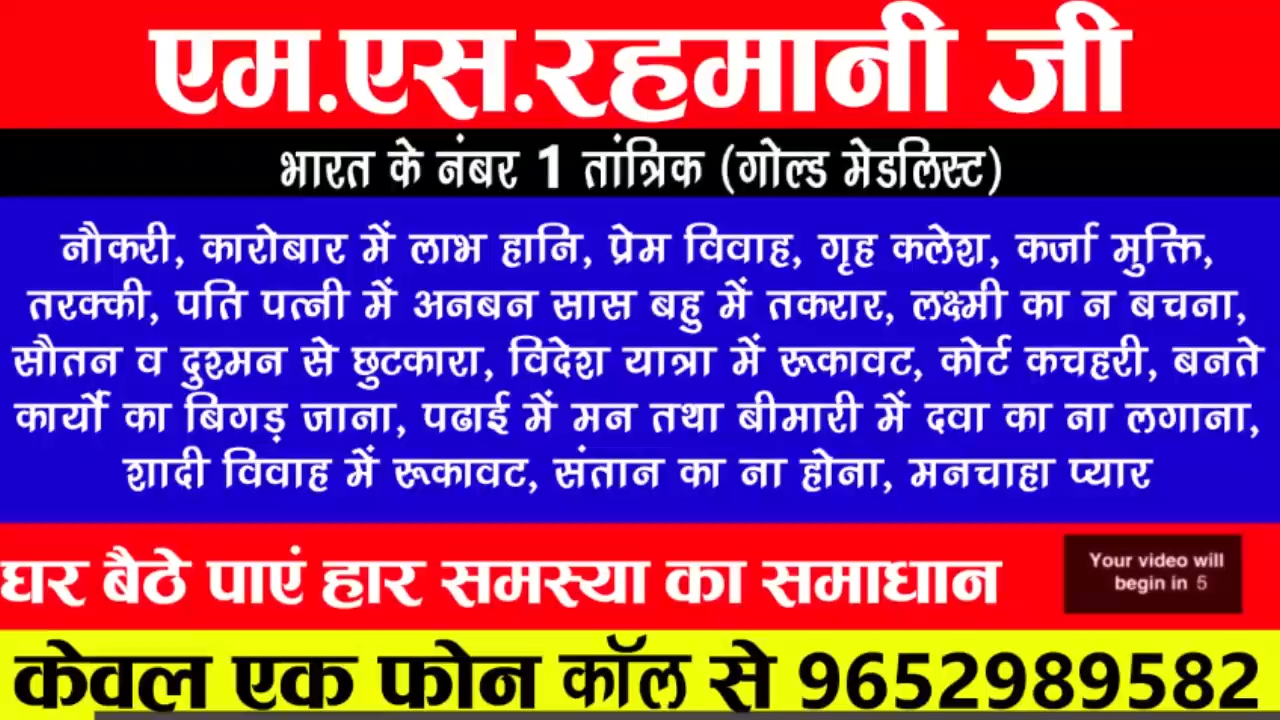 एम.एस.रहमानी जी
भारत के नंबर 1 तांत्रिक (गोल्ड मेडलिस्ट)
नौकरी, कारोबार में लाभ हानि, प्रेम विवाह, गृह कलेश, कर्जा मुक्ति,
तरक्की, पति पत्नी में अनबन सास बहु में तकरार, लक्ष्मी का न बचना,
सौतन व दुश्मन से छुटकारा, विदेश यात्रा में रूकावट, कोर्ट कचहरी, बनते
कार्यो का बिगड़ जाना, पढाई में मन तथा बीमारी में दवा का ना लगाना,
शादी विवाह में रूकावट, संतान का ना होना, मनचाहा प्यार
घर बैठे पाएं हार समस्या का समाधान
Your video will
begin in 5
केवल एक फोन कॉल से 9652989582